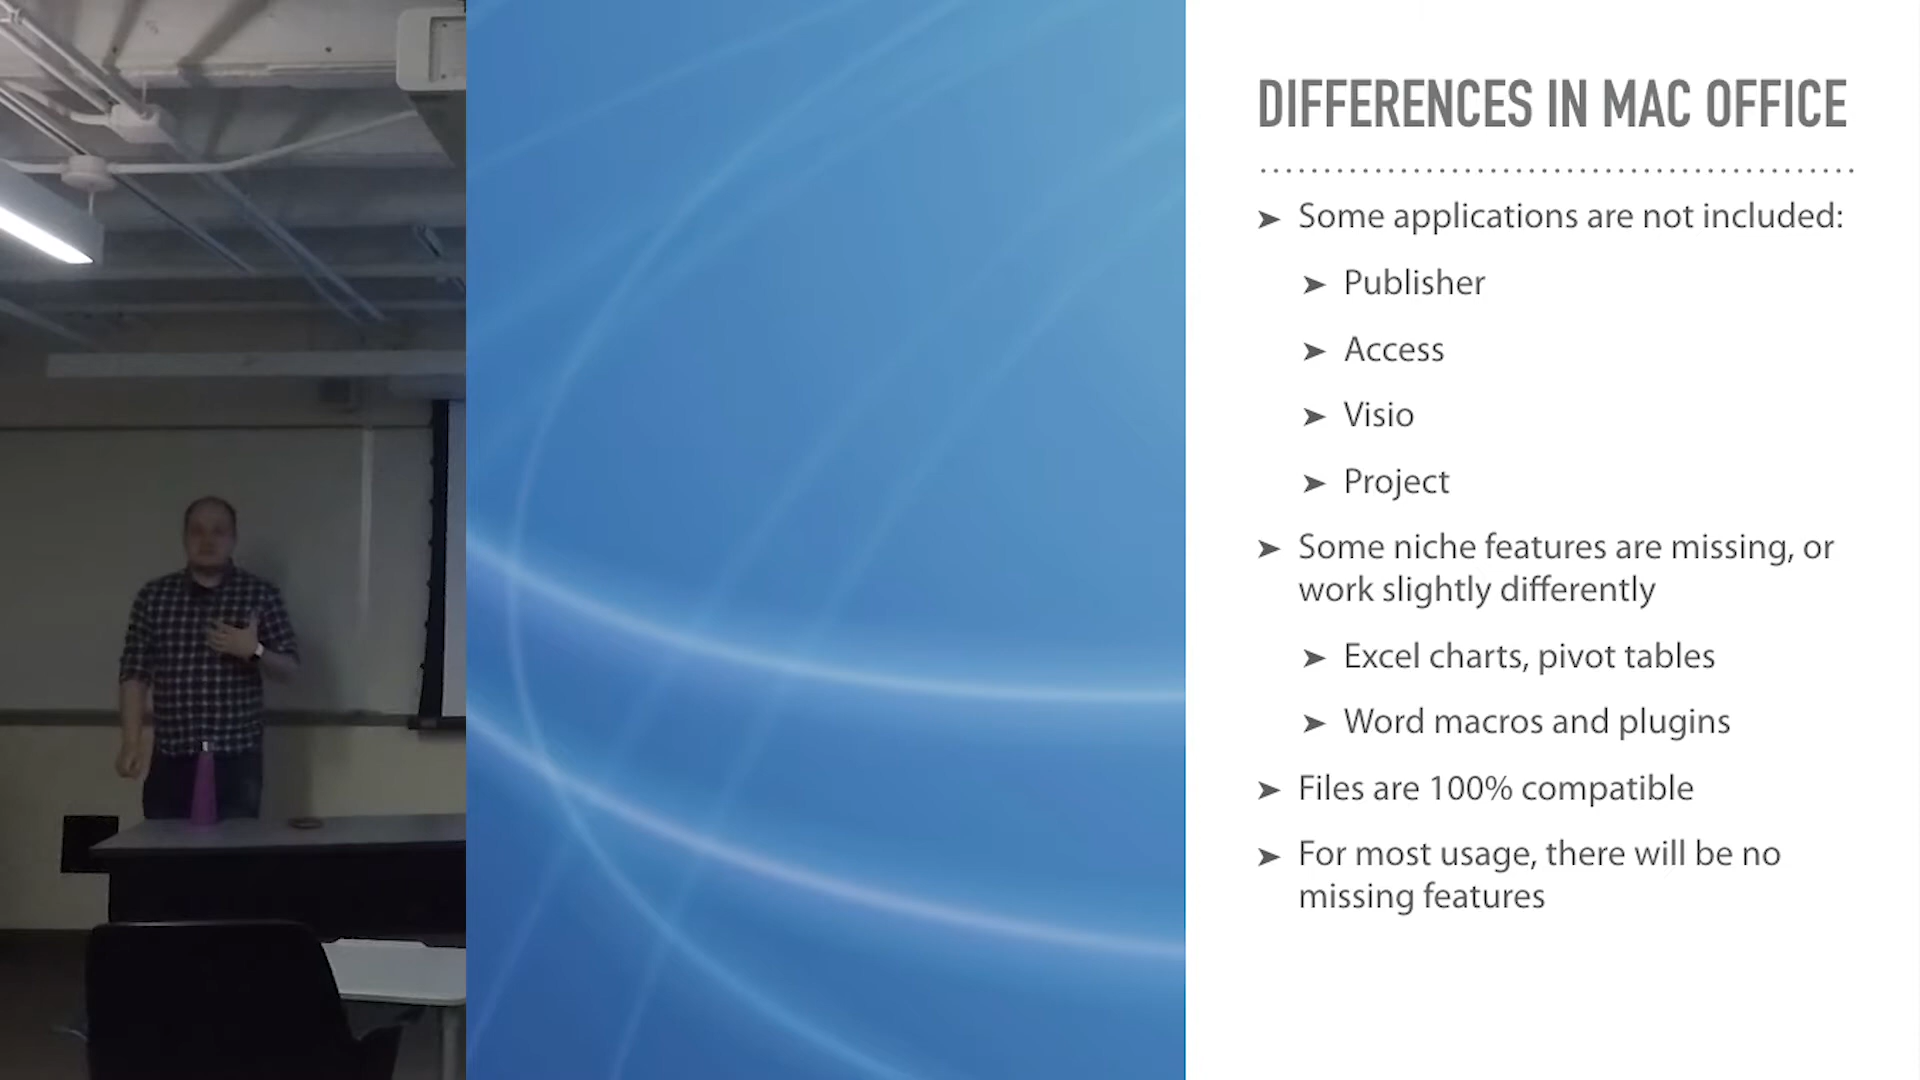 DIFFERENCES IN MAC OFFICE
➤ Some applications are not included:
➤ Publisher
➤ Access
➤ Visio
➤ Project
➤ Some niche features are missing, or
work slightly differently
➤ Excel charts, pivot tables
➤ Word macros and plugins
➤ Files are 100% compatible
➤ For most usage, there will be no
missing features